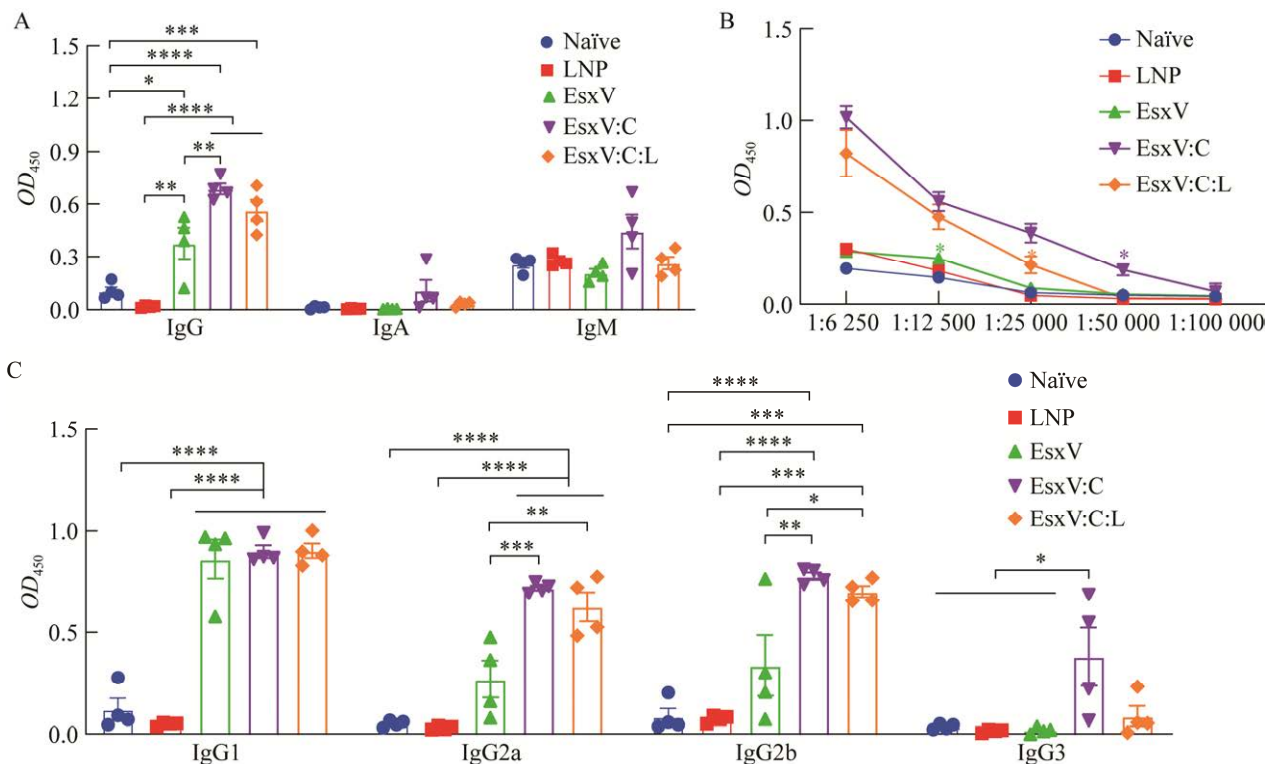 A
1.5
1.2
0.9
0.6
0.3
0.0
OD450
***
****
*
****
**
**
Naïve
LNP
EsxV
EsxV:C
EsxV:C:L
IgG
IgA
IgM
B
1.5
1.0
0.5
0.0
OD450
*
*
*
Naïve
LNP
EsxV
EsxV:C
EsxV:C:L
1:6 250
1:12 500
1:25 000
1:50 000
1:100 000
C
1.5
1.0
0.5
0.0
OD450
****
****
****
****
**
***
****
***
****
***
*
**
*
Naïve
LNP
EsxV
EsxV:C
EsxV:C:L
IgG1
IgG2a
IgG2b
IgG3